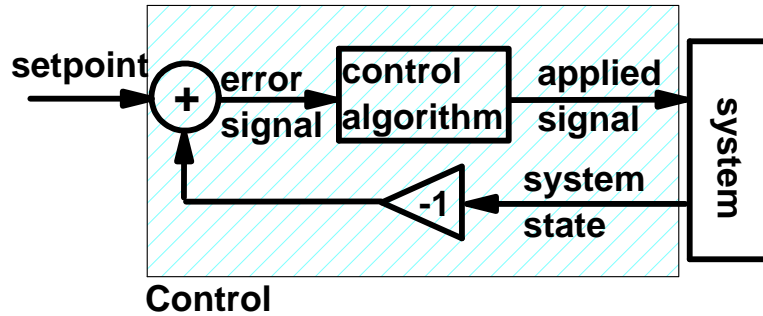 setpoint
+
error
signal
control
algorithm
applied
signal
system
system
state
-1
Control